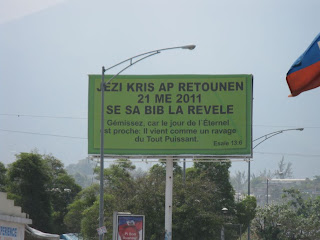 JEZI KRIS AP RETOUNEN
21 ME 2011
SE SA BIB LA REVELE
Gémissez, car le jour de l'Éternel
est proche: Il vient comme un ravage
du Tout Puissant.
Esaïe 13:6